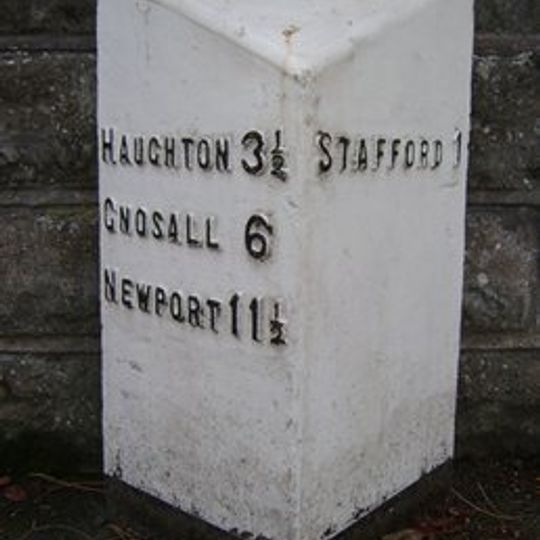 HAUGHTON 3½
GNOSALL 6
NEWPORT 11½
STAFFORD 1